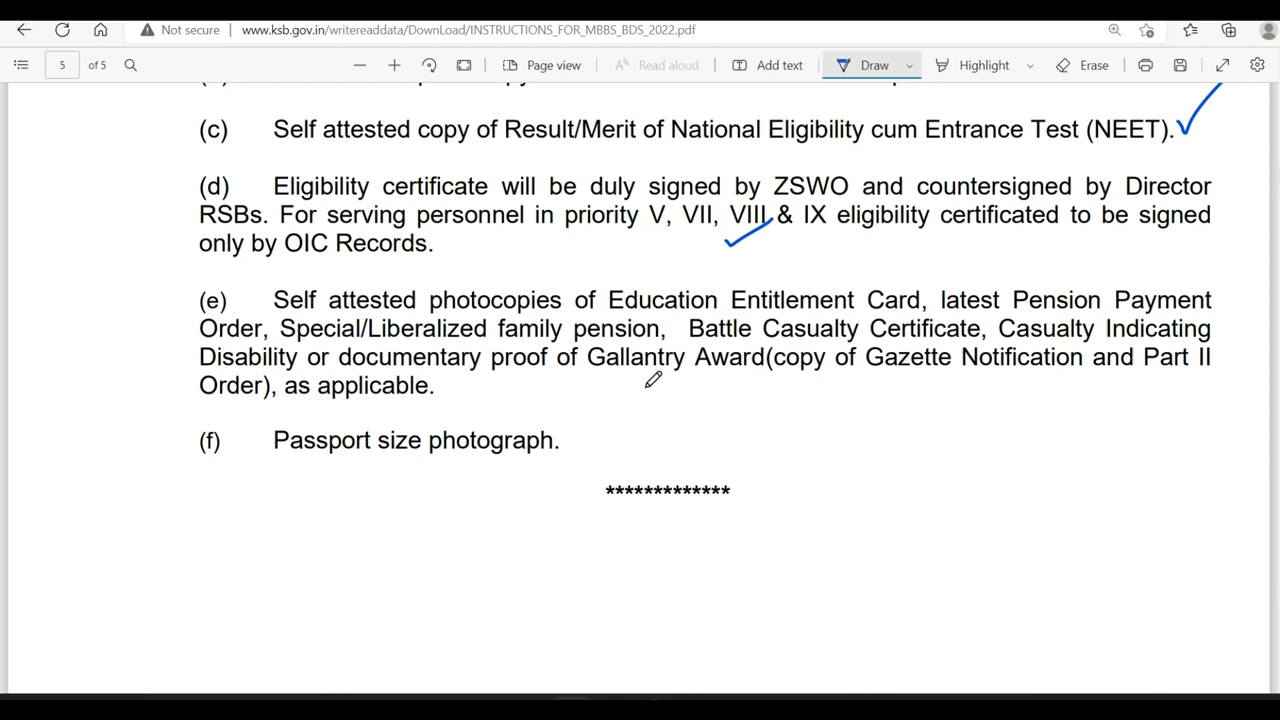 Not secure | www.ksb.gov.in/writereaddata/DownLoad/INSTRUCTIONS_FOR_MBBS_BDS_2022.pdf
5 of 5 Page view Read aloud Add text Draw Highlight Erase
(c) Self attested copy of Result/Merit of National Eligibility cum Entrance Test (NEET).
(d) Eligibility certificate will be duly signed by ZSWO and countersigned by Director
RSBs. For serving personnel in priority V, VII, VIII & IX eligibility certificated to be signed
only by OIC Records.
(e) Self attested photocopies of Education Entitlement Card, latest Pension Payment
Order, Special/Liberalized family pension, Battle Casualty Certificate, Casualty Indicating
Disability or documentary proof of Gallantry Award(copy of Gazette Notification and Part II
Order), as applicable.
(f) Passport size photograph.
*************